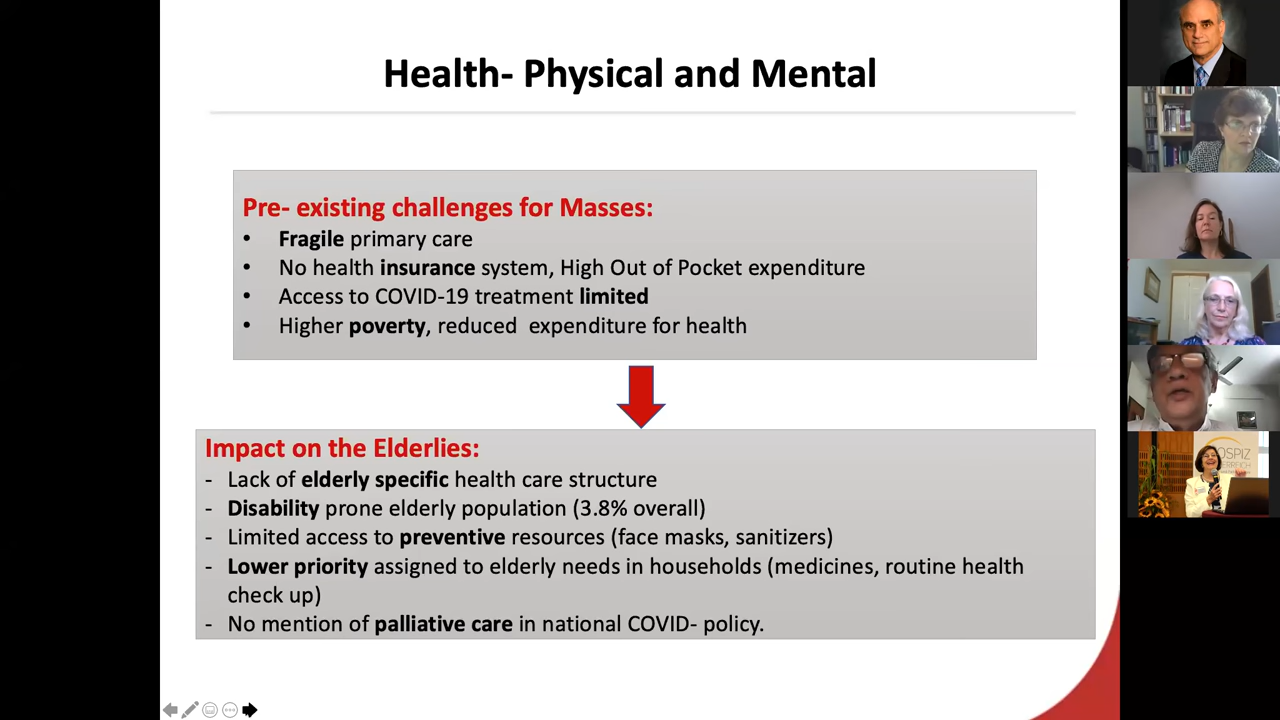 Health- Physical and Mental
Pre- existing challenges for Masses:
• Fragile primary care
• No health insurance system, High Out of Pocket expenditure
• Access to COVID-19 treatment limited
• Higher poverty, reduced expenditure for health
Impact on the Elderlies:
- Lack of elderly specific health care structure
- Disability prone elderly population (3.8% overall)
- Limited access to preventive resources (face masks, sanitizers)
- Lower priority assigned to elderly needs in households (medicines, routine health
check up)
- No mention of palliative care in national COVID- policy.
OSPIZ